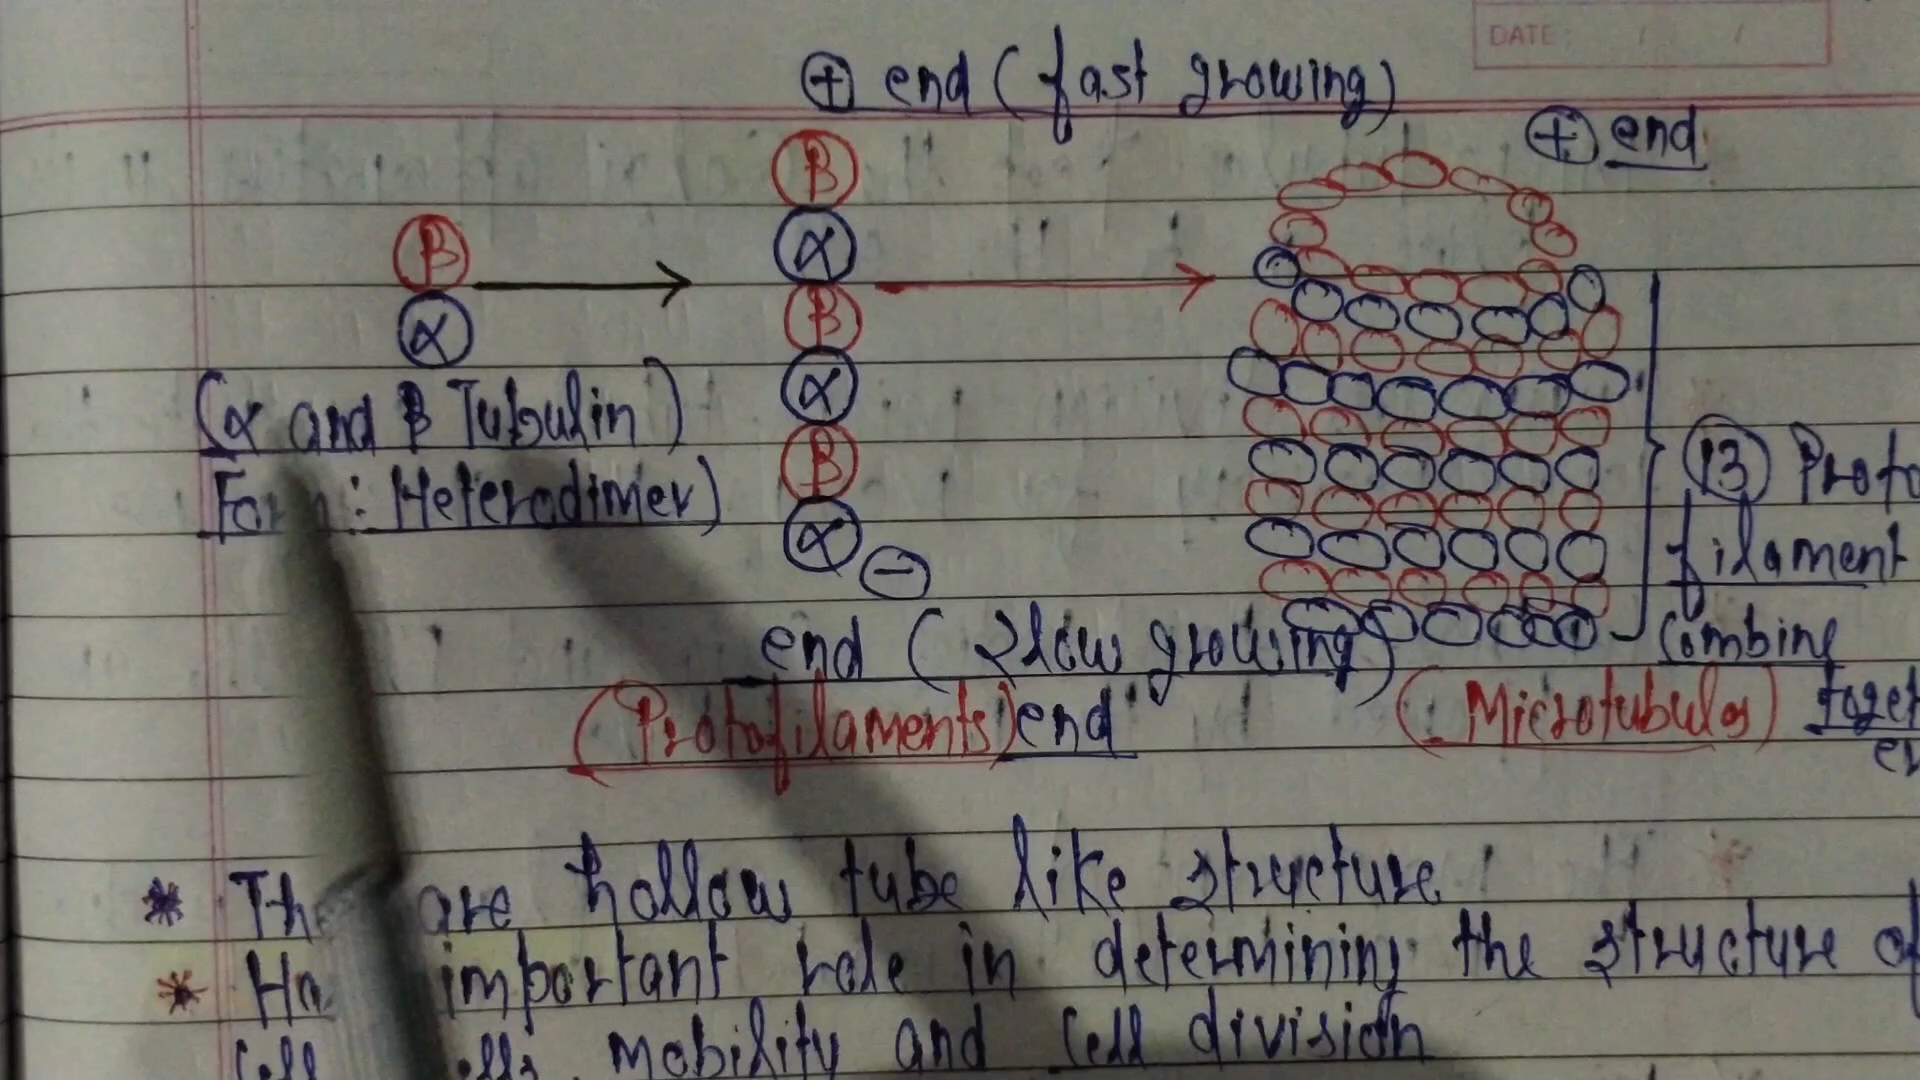 DATE: / /
⊕ end (fast growing)
⊕ end
β
α
β
α
β
α
β
α
⊖
(α and β Tubulin)
: Heterodimer)
13 Proto
filament
combine
end (slow growing)
(Protofilaments) end
(Microtubules)
* are hollow tube like structure
* important role in determining the structure of
mobility and cell division